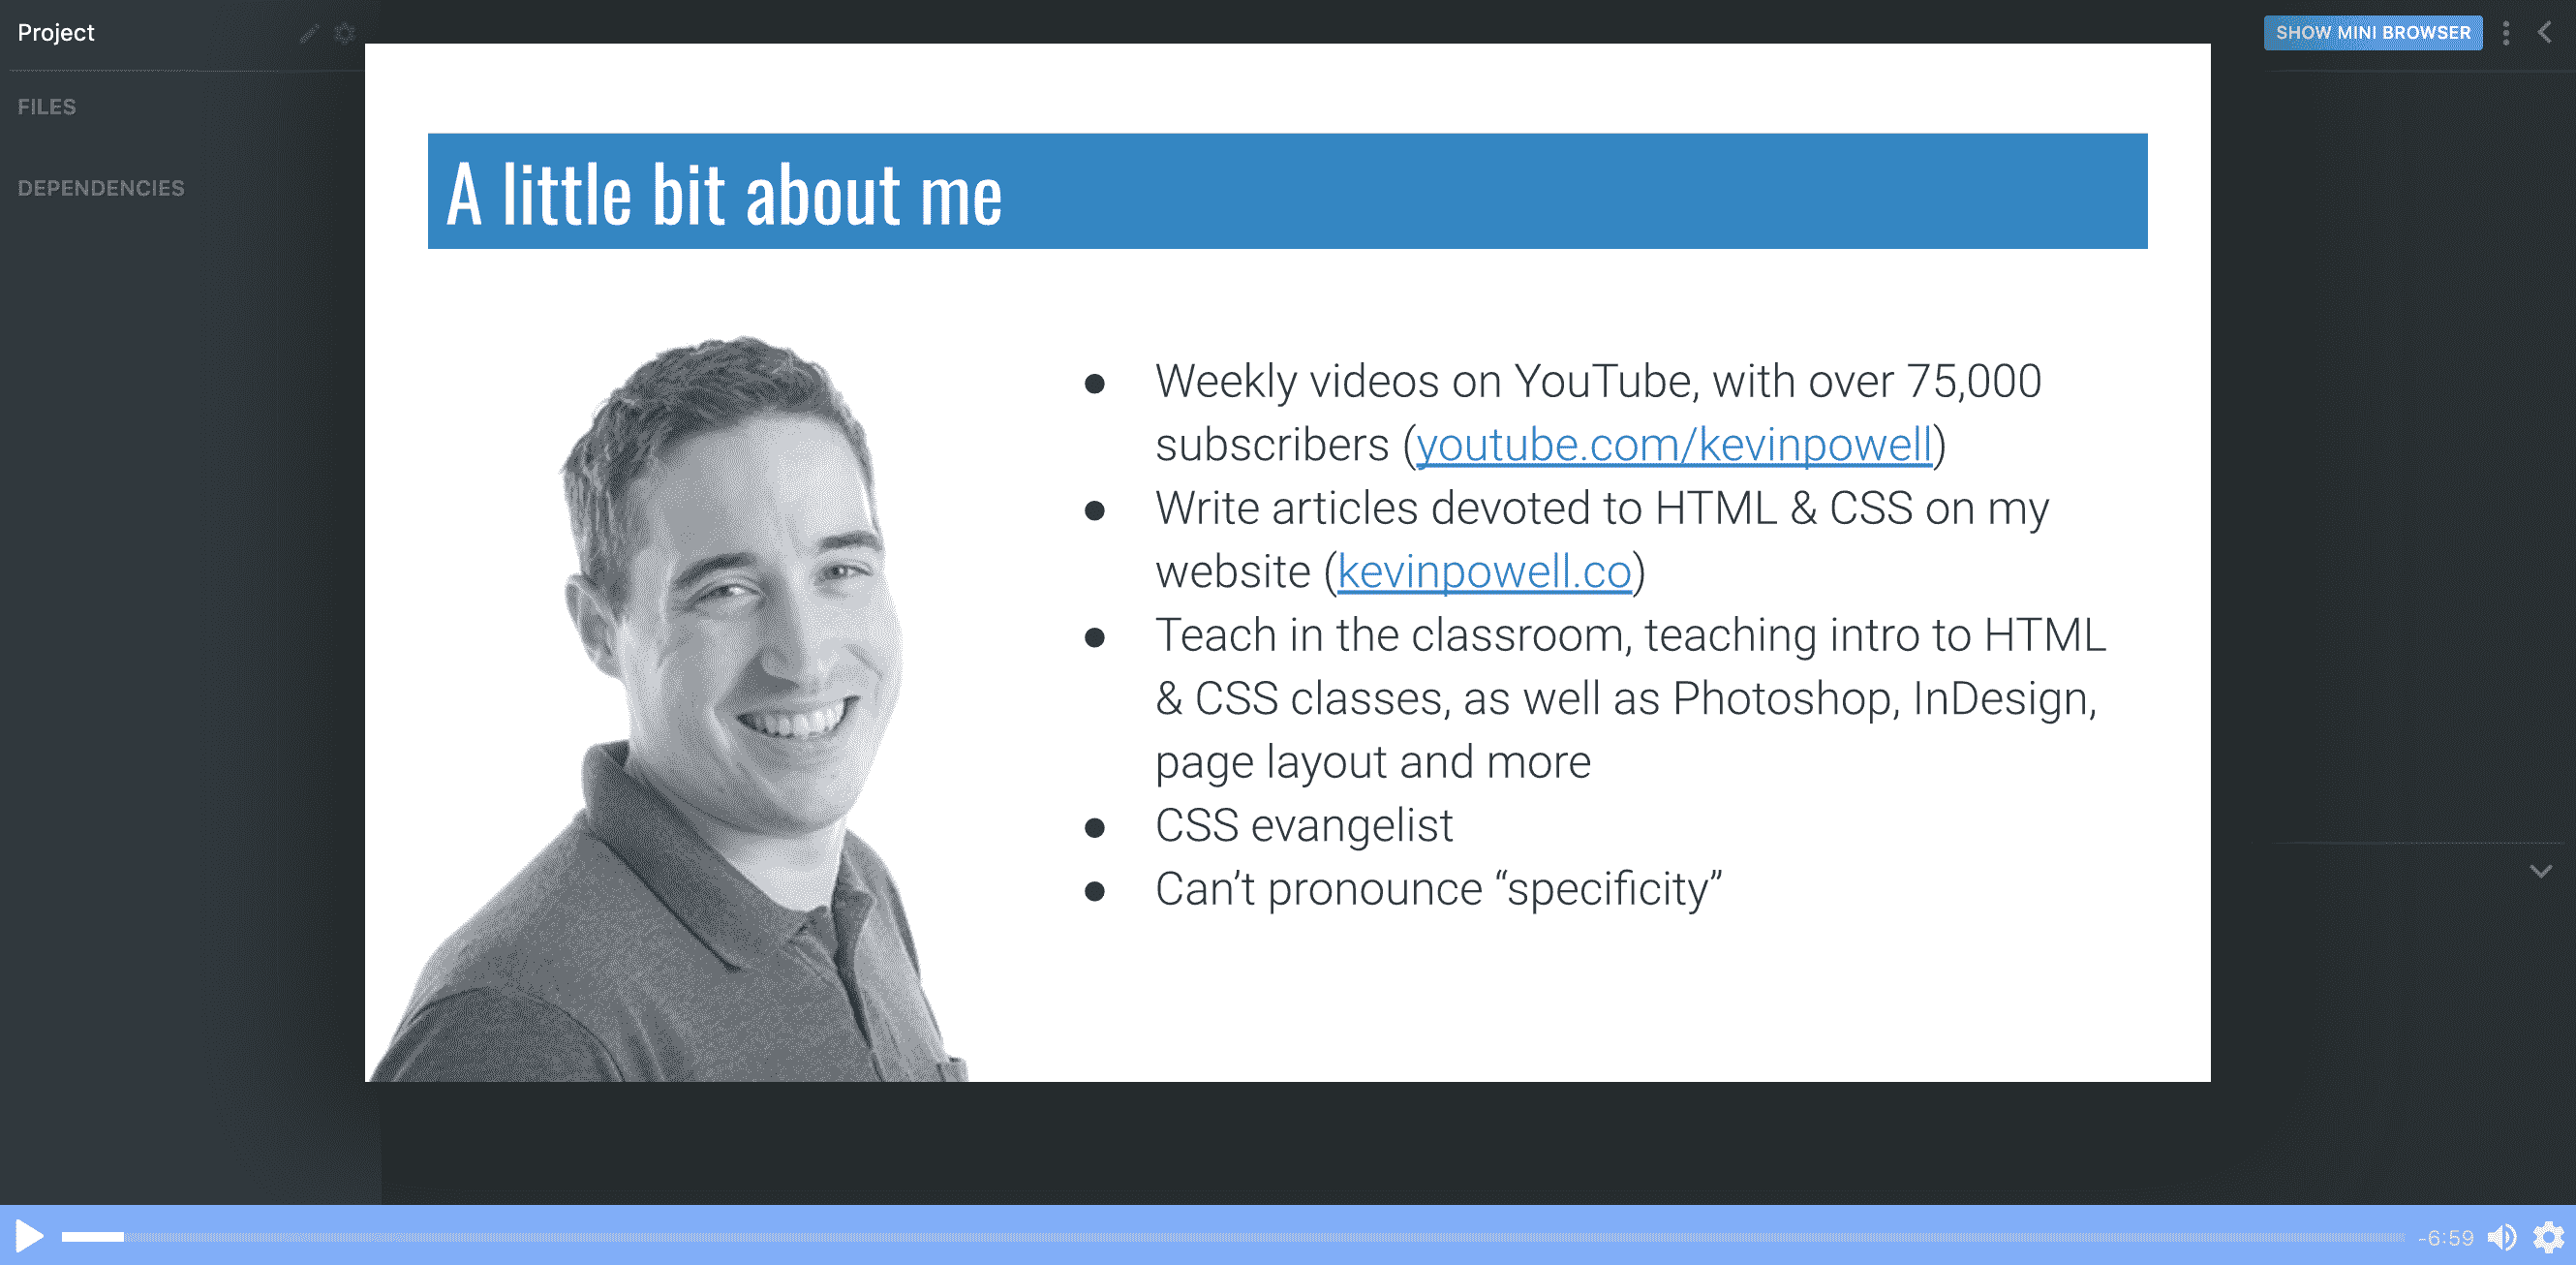 Project
SHOW MINI BROWSER
FILES
DEPENDENCIES
A little bit about me
● Weekly videos on YouTube, with over 75,000
subscribers (youtube.com/kevinpowell)
● Write articles devoted to HTML & CSS on my
website (kevinpowell.co)
● Teach in the classroom, teaching intro to HTML
& CSS classes, as well as Photoshop, InDesign,
page layout and more
● CSS evangelist
● Can’t pronounce “specificity”
-6:59